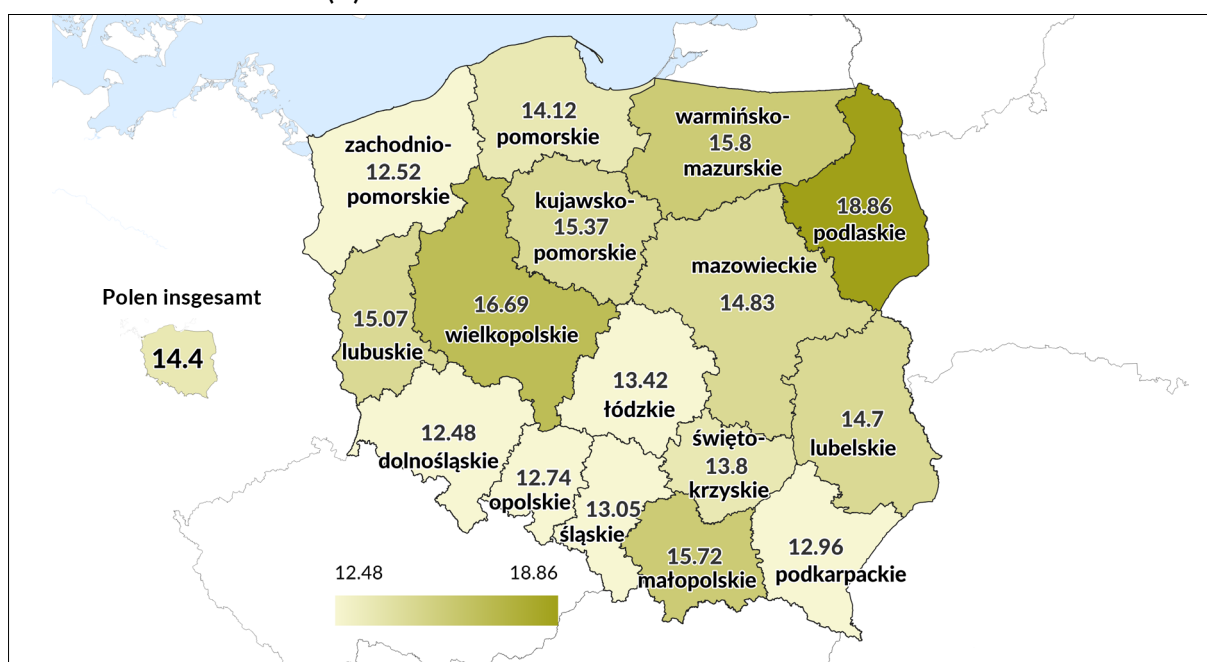 14.12
pomorskie
warmińsko-
15.8
mazurskie
zachodnio-
12.52
pomorskie
kujawsko-
15.37
pomorskie
18.86
podlaskie
mazowieckie
14.83
Polen insgesamt
14.4
15.07
lubuskie
16.69
wielkopolskie
13.42
łódzkie
14.7
lubelskie
12.48
dolnośląskie
święto-
13.8
krzyskie
12.74
opolskie
13.05
śląskie
15.72
małopolskie
12.96
podkarpackie
12.48 18.86